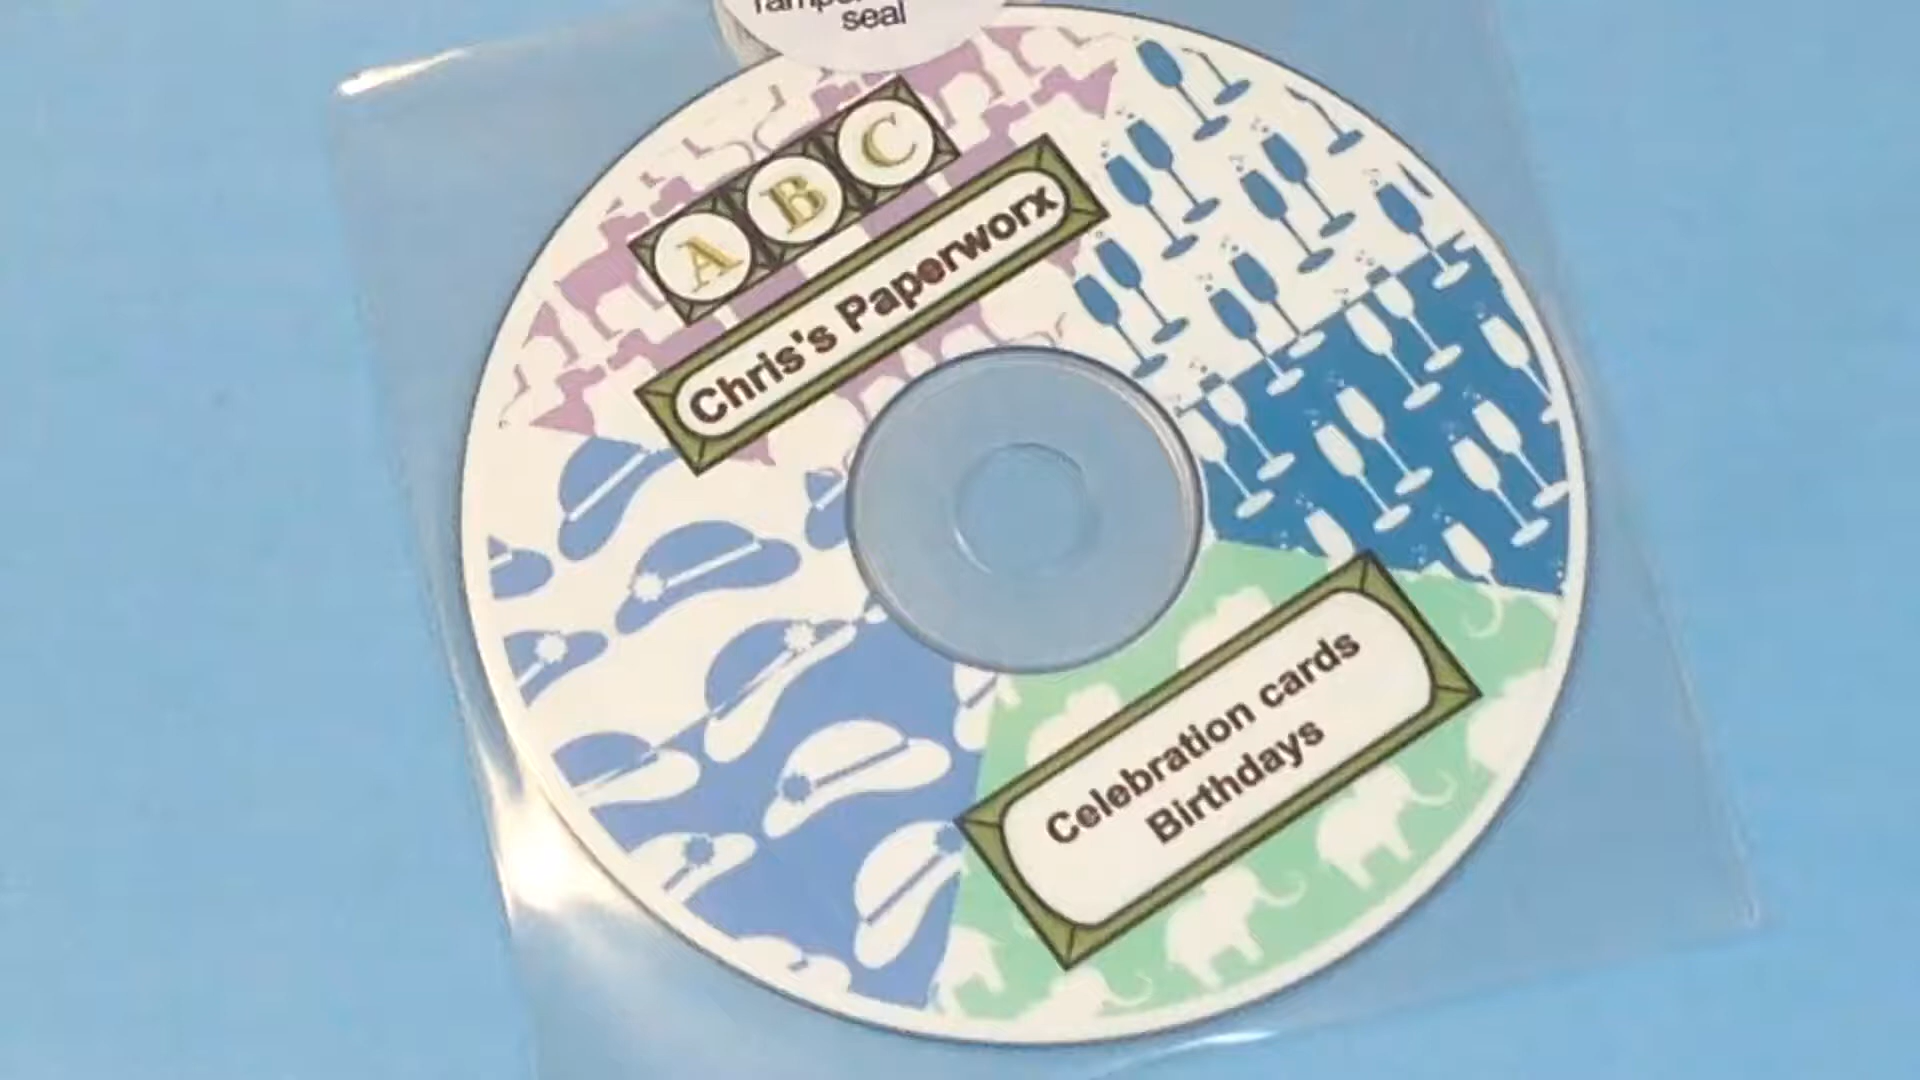 seal
A B C
Chris's Paperworx
Celebration cards
Birthdays